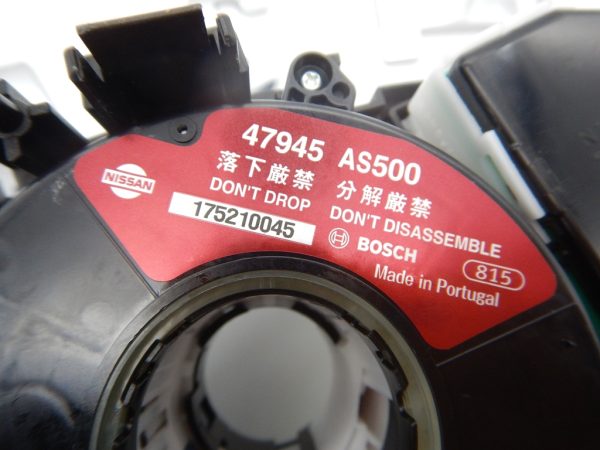 47945 AS500
落下厳禁 分解厳禁
DON'T DROP DON'T DISASSEMBLE
NISSAN
175210045
BOSCH
815
Made in Portugal